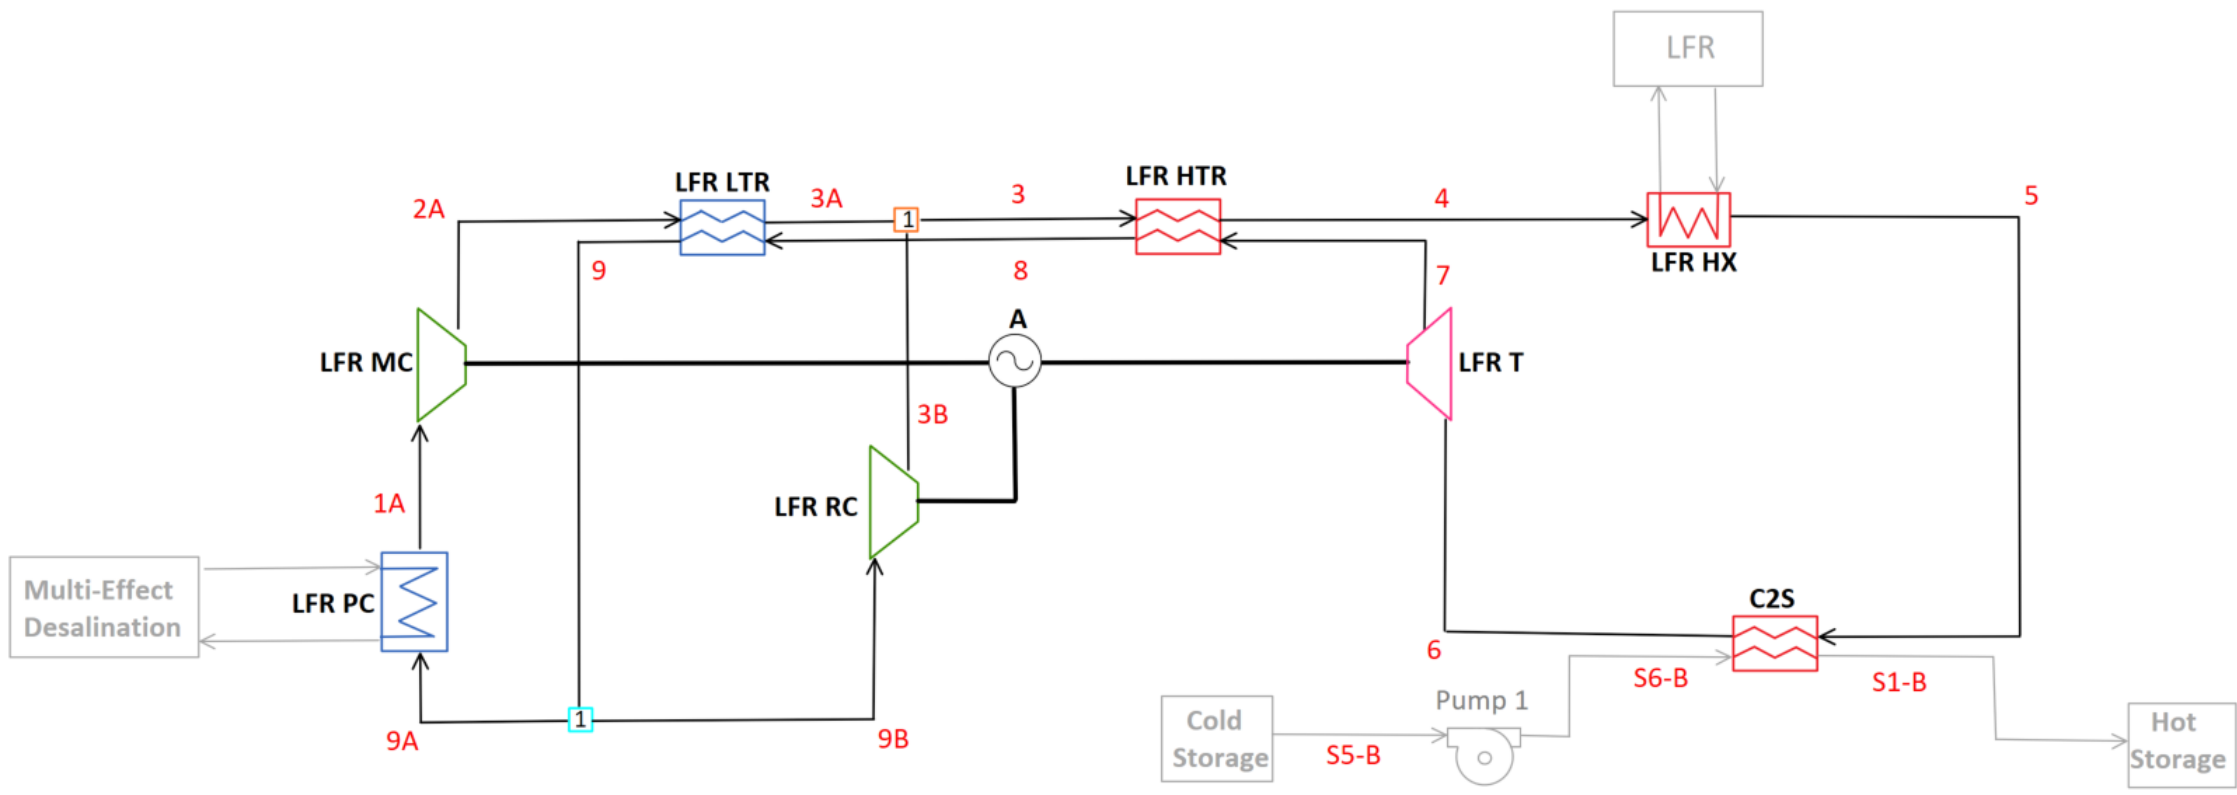 LFR
LFR LTR
LFR HTR
2A
3A
1
3
4
5
9
8
7
LFR HX
A
LFR MC
LFR T
3B
1A
LFR RC
Multi-Effect
Desalination
LFR PC
C2S
6
S6-B
S1-B
9A
1
9B
Cold
Storage
S5-B
Pump 1
Hot
Storage